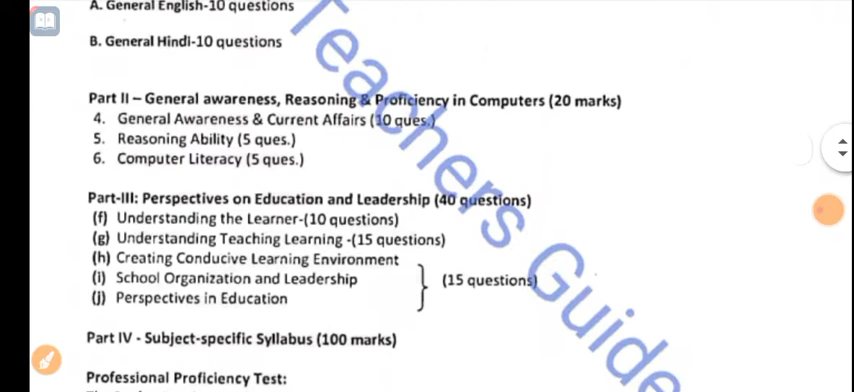 A. General English-10 questions
B. General Hindi-10 questions
Part II – General awareness, Reasoning & Proficiency in Computers (20 marks)
4. General Awareness & Current Affairs (10 ques.)
5. Reasoning Ability (5 ques.)
6. Computer Literacy (5 ques.)
Part-III: Perspectives on Education and Leadership (40 questions)
(f) Understanding the Learner-(10 questions)
(g) Understanding Teaching Learning -(15 questions)
(h) Creating Conducive Learning Environment
(i) School Organization and Leadership
(j) Perspectives in Education
(15 questions)
Part IV - Subject-specific Syllabus (100 marks)
Professional Proficiency Test:
Teachers Guide